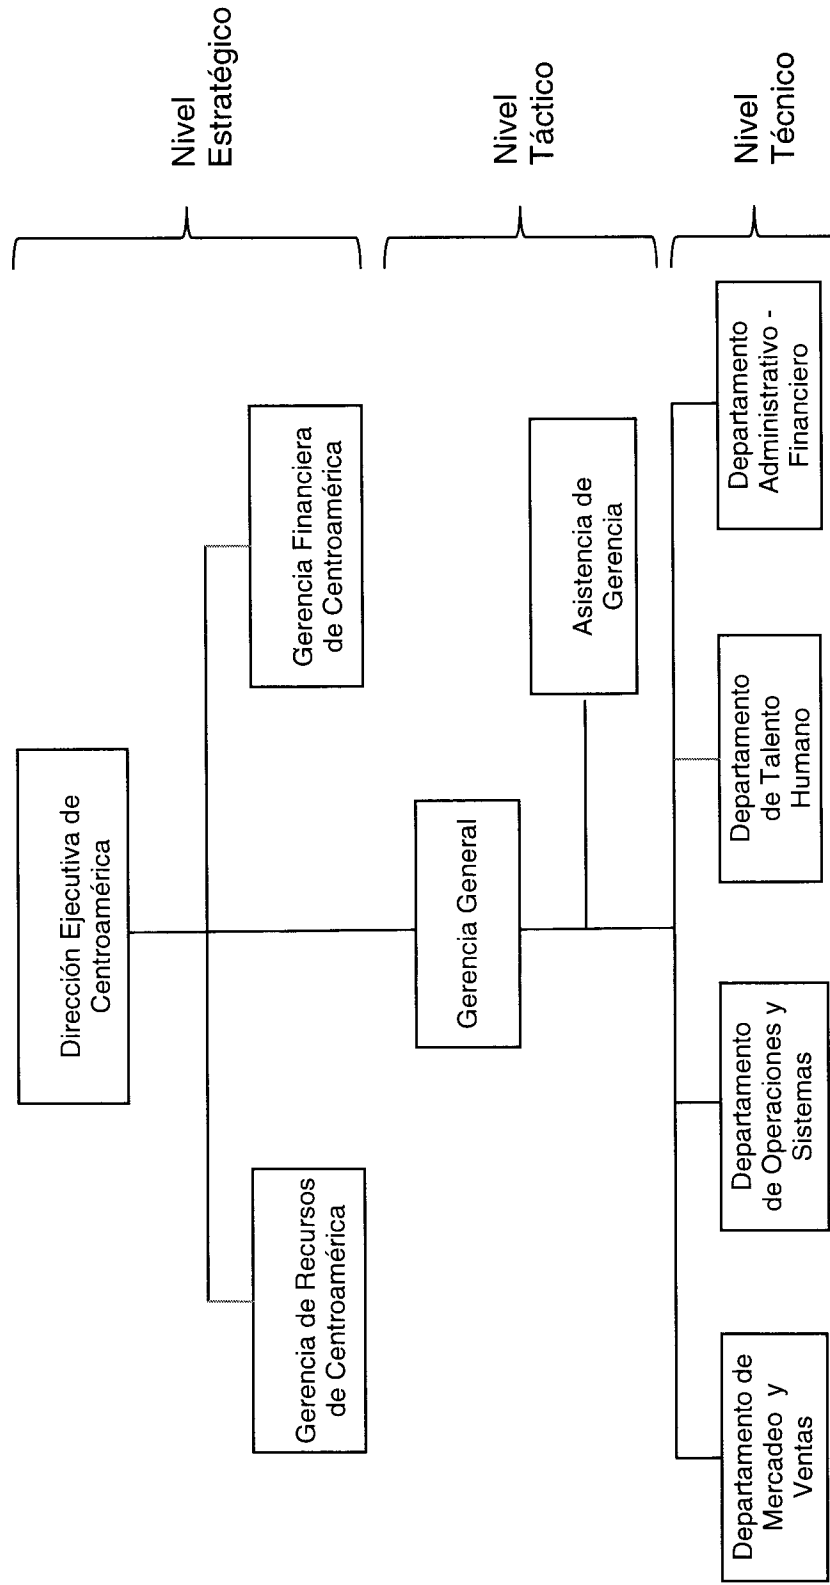 Dirección Ejecutiva de
Centroamérica
Nivel
Estratégico
Gerencia de Recursos
de Centroamérica
Gerencia Financiera
de Centroamérica
Gerencia General
Nivel
Táctico
Asistencia de
Gerencia
Departamento de
Mercadeo y
Ventas
Departamento
de Operaciones y
Sistemas
Departamento
de Talento
Humano
Departamento
Administrativo -
Financiero
Nivel
Técnico